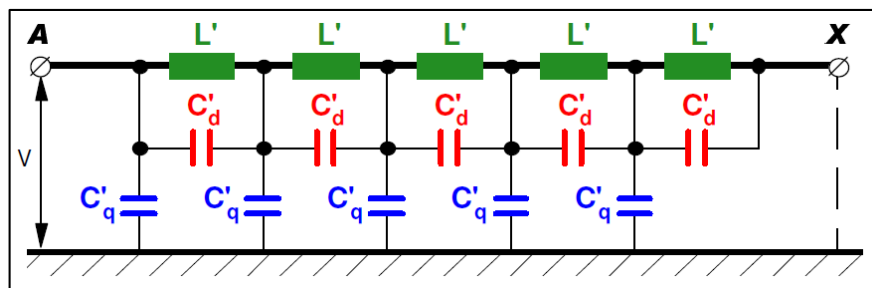 A L' L' L' L' L' X
C'd C'd C'd C'd C'd
V
C'q C'q C'q C'q C'q